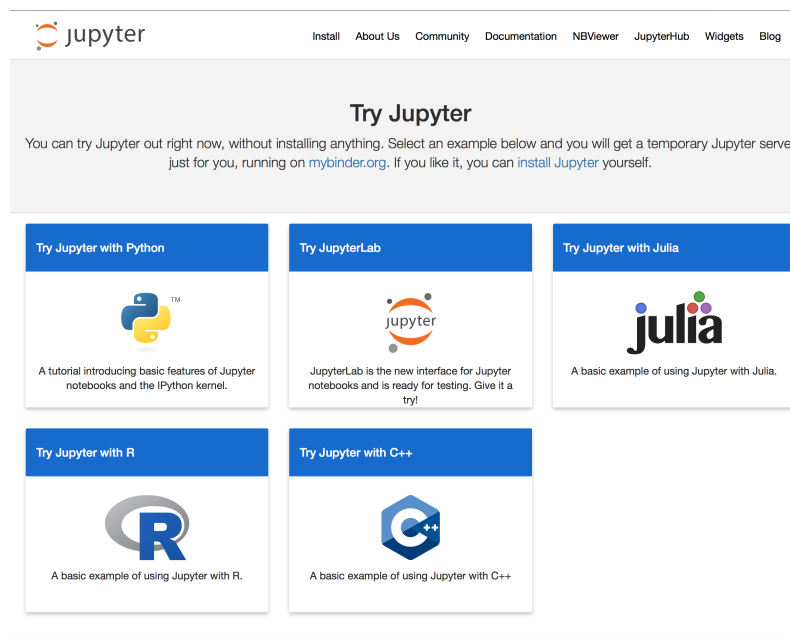 jupyter
Install About Us Community Documentation NBViewer JupyterHub Widgets Blog
Try Jupyter
You can try Jupyter out right now, without installing anything. Select an example below and you will get a temporary Jupyter serve
just for you, running on mybinder.org. If you like it, you can install Jupyter yourself.
Try Jupyter with Python
TM
A tutorial introducing basic features of Jupyter
notebooks and the IPython kernel.
Try JupyterLab
jupyter
JupyterLab is the new interface for Jupyter
notebooks and is ready for testing. Give it a
try!
Try Jupyter with Julia
julia
A basic example of using Jupyter with Julia.
Try Jupyter with R
R
A basic example of using Jupyter with R.
Try Jupyter with C++
C++
A basic example of using Jupyter with C++